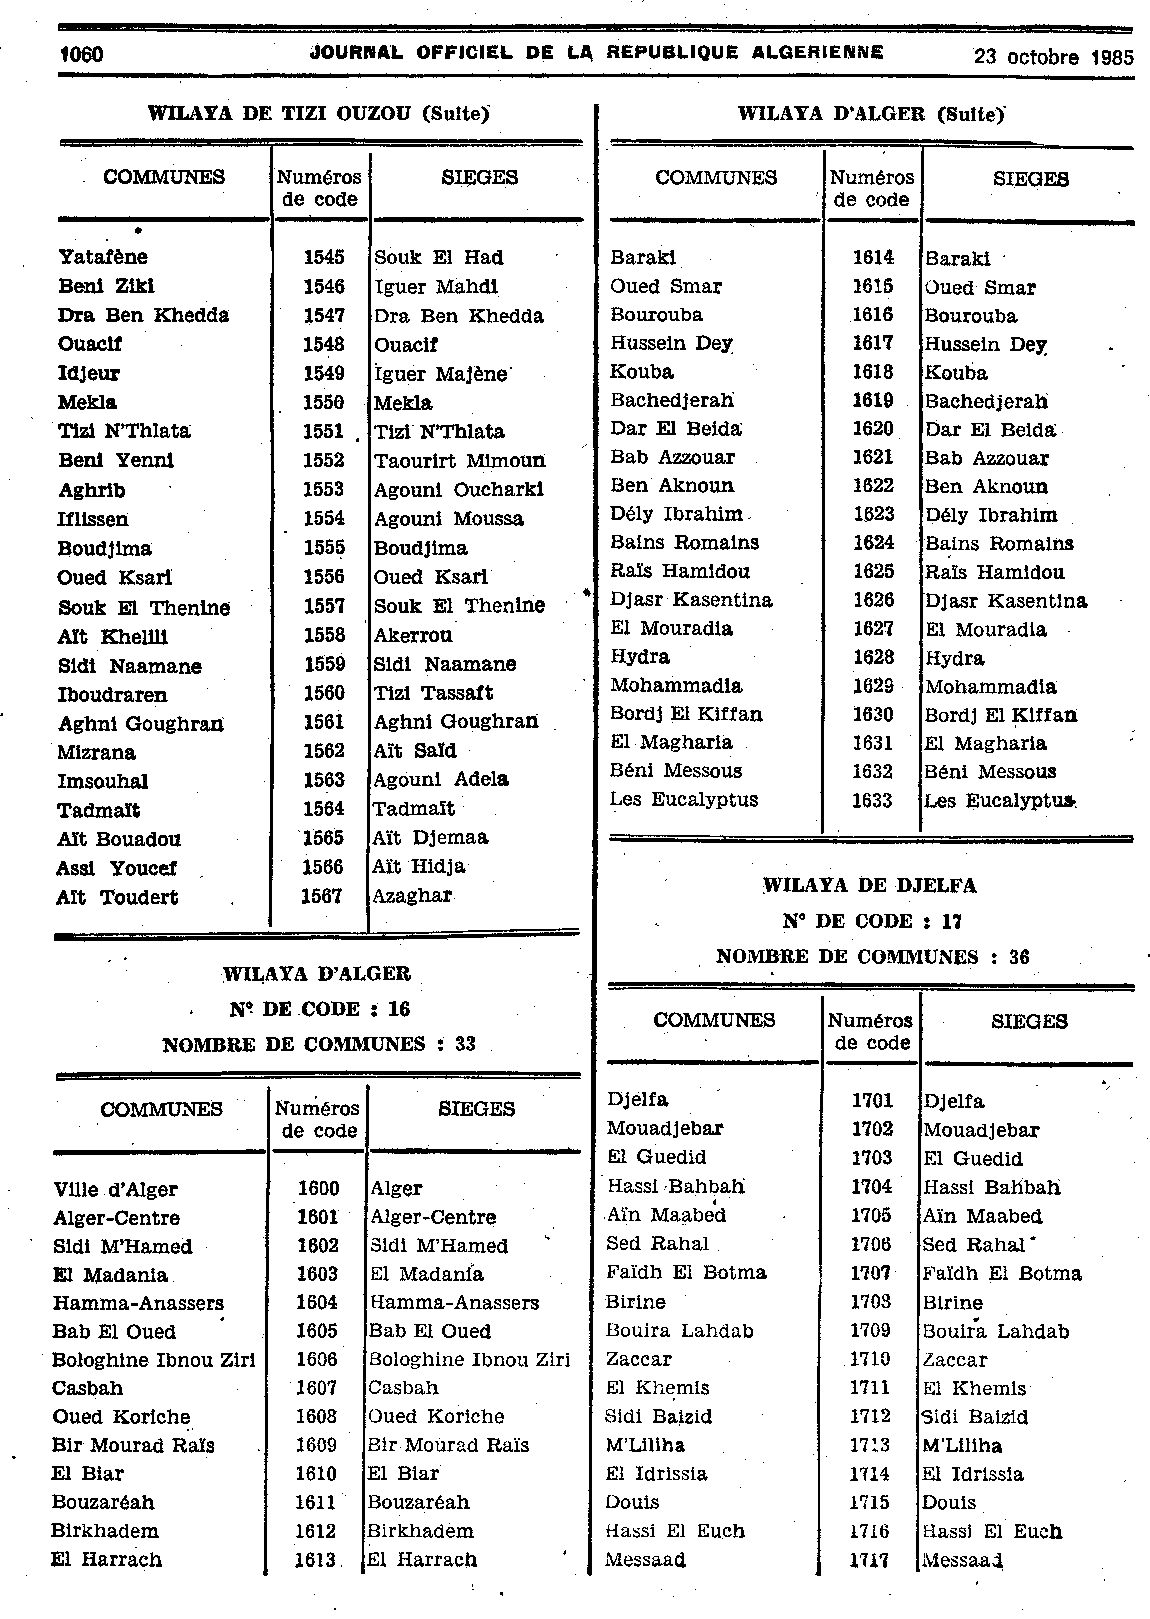 1060 JOURNAL OFFICIEL DE LA REPUBLIQUE ALGERIENNE 23 octobre 1985
WILAYA DE TIZI OUZOU (Suite)
COMMUNES Numéros de code SIEGES
Yatafène 1545 Souk El Had
Beni Ziki 1546 Iguer Mahdi
Dra Ben Khedda 1547 Dra Ben Khedda
Ouacif 1548 Ouacif
Idjeur 1549 Iguer Majène
Mekla 1550 Mekla
Tizi N'Thlata 1551 Tizi N'Thlata
Beni Yenni 1552 Taourirt Mimoun
Aghrib 1553 Agouni Oucharki
Iflissen 1554 Agouni Moussa
Boudjima 1555 Boudjima
Oued Ksari 1556 Oued Ksari
Souk El Thenine 1557 Souk El Thenine
Aït Khelili 1558 Akerrou
Sidi Naamane 1559 Sidi Naamane
Iboudraren 1560 Tizi Tassaft
Aghni Goughran 1561 Aghni Goughran
Mizrana 1562 Aït Saïd
Imsouhal 1563 Agouni Adela
Tadmaït 1564 Tadmaït
Aït Bouadou 1565 Aït Djemaa
Assi Youcef 1566 Aït Hidja
Aït Toudert 1567 Azaghar
WILAYA D'ALGER
N° DE CODE : 16
NOMBRE DE COMMUNES : 33
COMMUNES Numéros de code SIEGES
Ville d'Alger 1600 Alger
Alger-Centre 1601 Alger-Centre
Sidi M'Hamed 1602 Sidi M'Hamed
El Madania 1603 El Madania
Hamma-Anassers 1604 Hamma-Anassers
Bab El Oued 1605 Bab El Oued
Bologhine Ibnou Ziri 1606 Bologhine Ibnou Ziri
Casbah 1607 Casbah
Oued Koriche 1608 Oued Koriche
Bir Mourad Raïs 1609 Bir Mourad Raïs
El Biar 1610 El Biar
Bouzaréah 1611 Bouzaréah
Birkhadem 1612 Birkhadem
El Harrach 1613 El Harrach
WILAYA D'ALGER (Suite)
COMMUNES Numéros de code SIEGES
Baraki 1614 Baraki
Oued Smar 1615 Oued Smar
Bourouba 1616 Bourouba
Hussein Dey 1617 Hussein Dey
Kouba 1618 Kouba
Bachedjerah 1619 Bachedjerah
Dar El Beida 1620 Dar El Beida
Bab Azzouar 1621 Bab Azzouar
Ben Aknoun 1622 Ben Aknoun
Dély Ibrahim 1623 Dély Ibrahim
Bains Romains 1624 Bains Romains
Raïs Hamidou 1625 Raïs Hamidou
Djasr Kasentina 1626 Djasr Kasentina
El Mouradia 1627 El Mouradia
Hydra 1628 Hydra
Mohammadia 1629 Mohammadia
Bordj El Kiffan 1630 Bordj El Kiffan
El Magharia 1631 El Magharia
Béni Messous 1632 Béni Messous
Les Eucalyptus 1633 Les Eucalyptus
WILAYA DE DJELFA
N° DE CODE : 17
NOMBRE DE COMMUNES : 36
COMMUNES Numéros de code SIEGES
Djelfa 1701 Djelfa
Mouadjebar 1702 Mouadjebar
El Guedid 1703 El Guedid
Hassi Bahbah 1704 Hassi Bahbah
Aïn Maabed 1705 Aïn Maabed
Sed Rahal 1706 Sed Rahal
Faïdh El Botma 1707 Faïdh El Botma
Birine 1708 Birine
Bouira Lahdab 1709 Bouira Lahdab
Zaccar 1710 Zaccar
El Khemis 1711 El Khemis
Sidi Baizid 1712 Sidi Baizid
M'Liliha 1713 M'Liliha
El Idrissia 1714 El Idrissia
Douis 1715 Douis
Hassi El Euch 1716 Hassi El Euch
Messaad 1717 Messaad